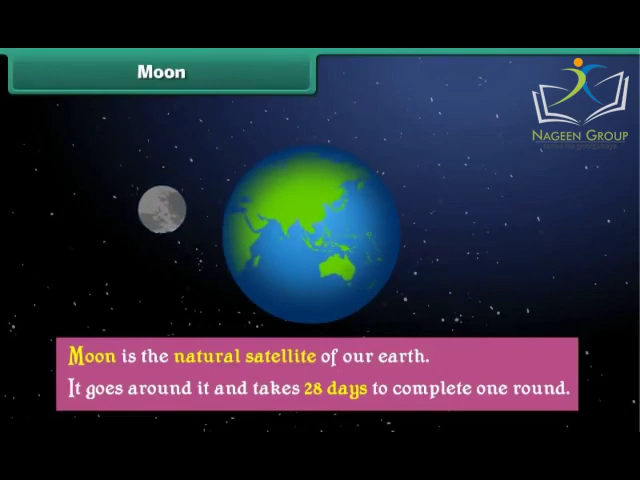 Moon
NAGEEN GROUP
Moon is the natural satellite of our earth.
It goes around it and takes 28 days to complete one round.